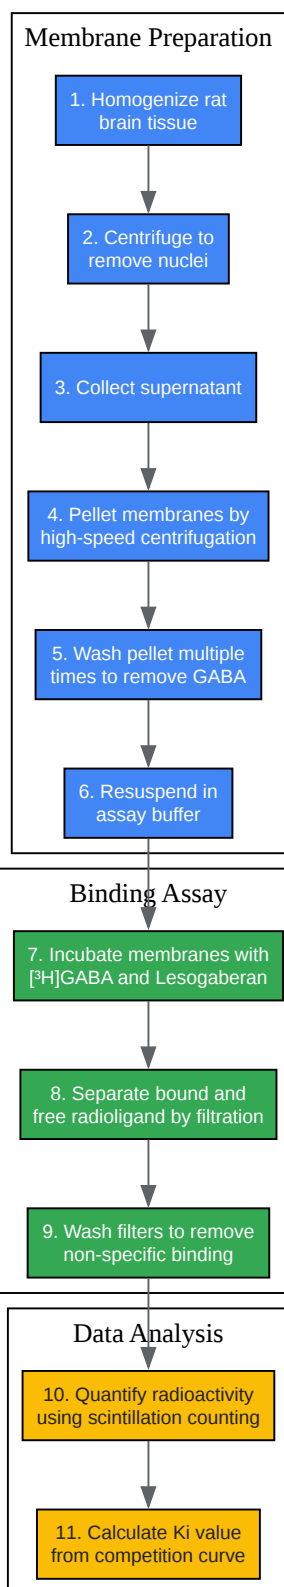 Membrane Preparation
1. Homogenize rat
brain tissue
2. Centrifuge to
remove nuclei
3. Collect supernatant
4. Pellet membranes by
high-speed centrifugation
5. Wash pellet multiple
times to remove GABA
6. Resuspend in
assay buffer
Binding Assay
7. Incubate membranes with
[³H]GABA and Lesogaberan
8. Separate bound and
free radioligand by filtration
9. Wash filters to remove
non-specific binding
Data Analysis
10. Quantify radioactivity
using scintillation counting
11. Calculate Ki value
from competition curve